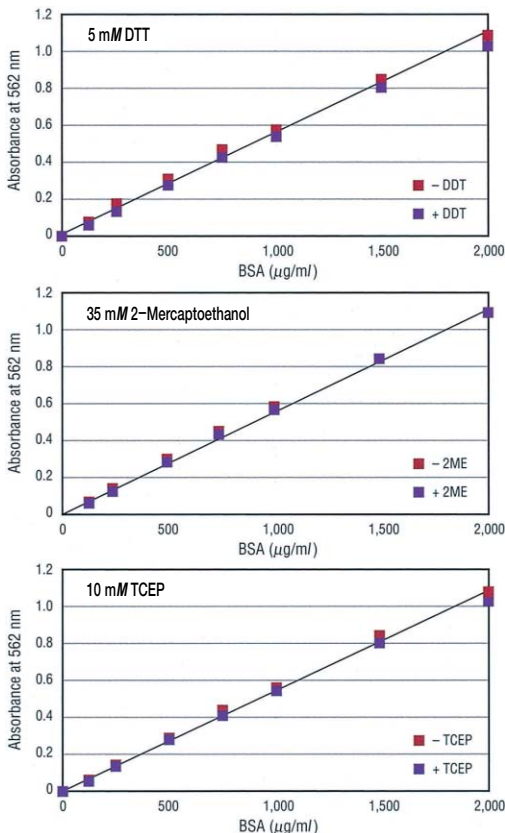 5 mM DTT
Absorbance at 562 nm
1.2
1.0
0.8
0.6
0.4
0.2
0
– DDT
+ DDT
0 500 1,000 1,500 2,000
BSA (µg/ml)
35 mM 2–Mercaptoethanol
Absorbance at 562 nm
1.2
1.0
0.8
0.6
0.4
0.2
0
– 2ME
+ 2ME
0 500 1,000 1,500 2,000
BSA (µg/ml)
10 mM TCEP
Absorbance at 562 nm
1.2
1.0
0.8
0.6
0.4
0.2
0
– TCEP
+ TCEP
0 500 1,000 1,500 2,000
BSA (µg/ml)